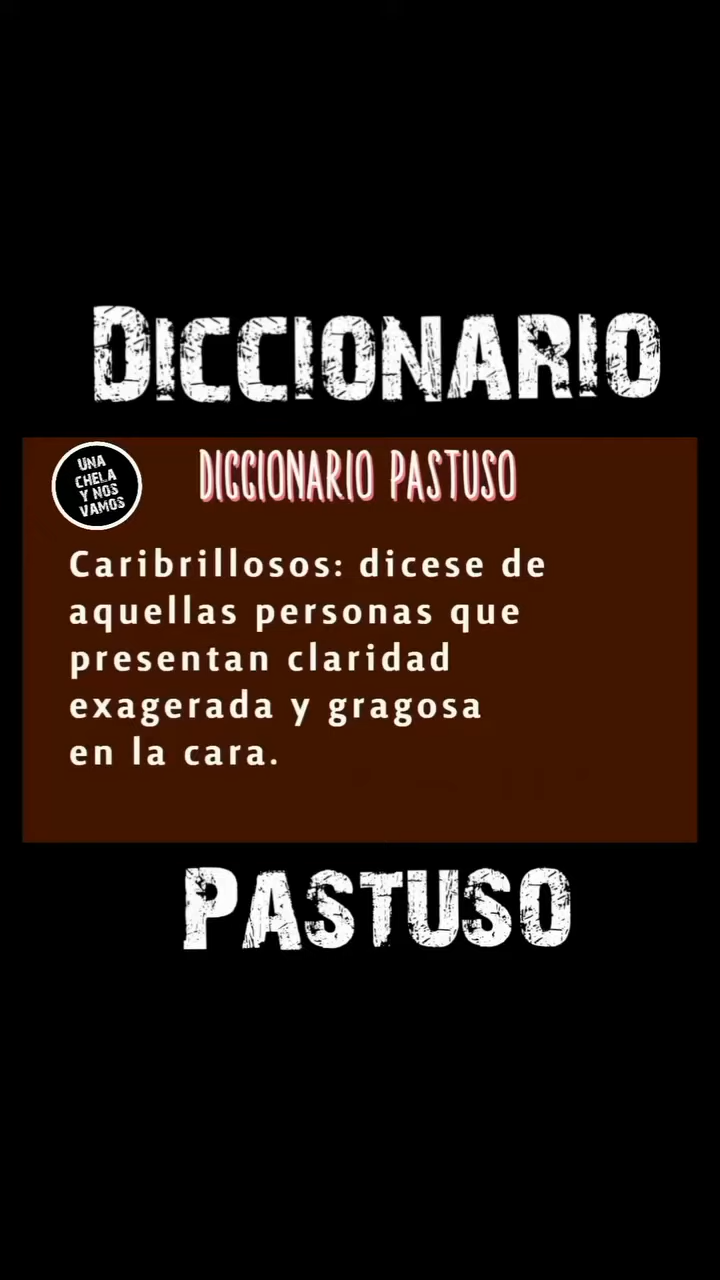 DICCIONARIO
UNA
CHELA
Y NOS
VAMOS
DICCIONARIO PASTUSO
Caribrillosos: dicese de
aquellas personas que
presentan claridad
exagerada y gragosa
en la cara.
PASTUSO